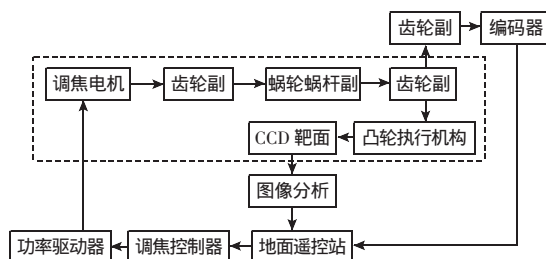 齿轮副
编码器
调焦电机
齿轮副
蜗轮蜗杆副
齿轮副
CCD 靶面
凸轮执行机构
图像分析
功率驱动器
调焦控制器
地面遥控站